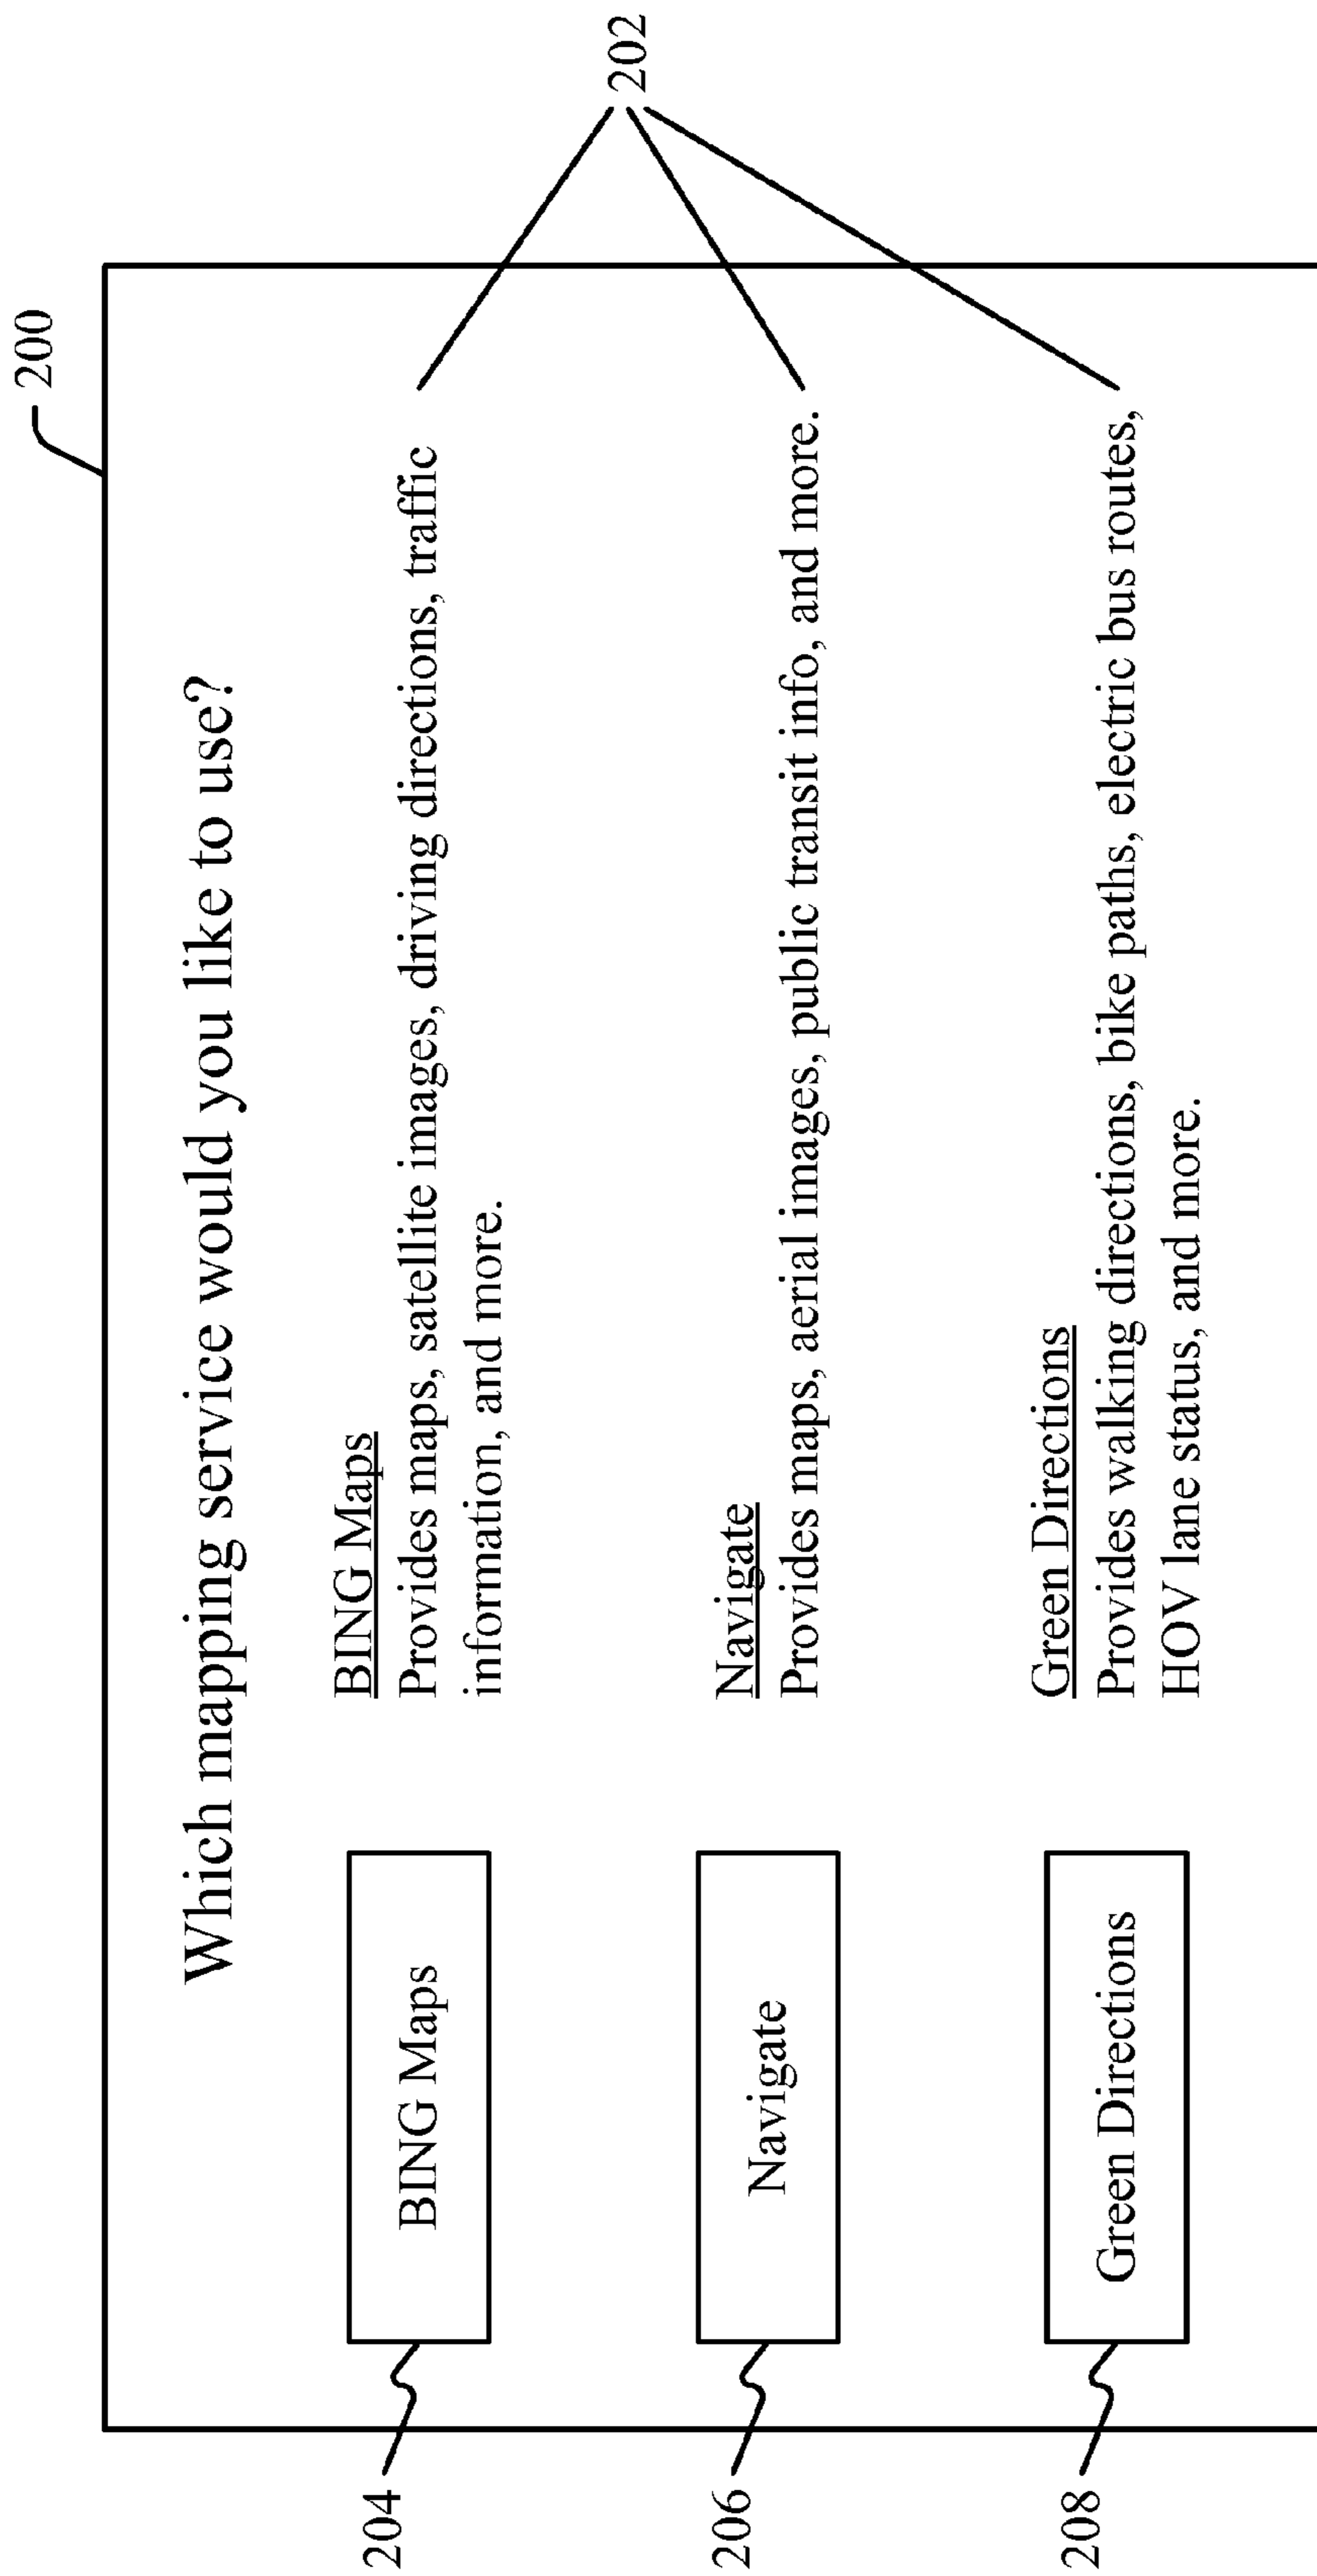 200
Which mapping service would you like to use?
204
BING Maps
BING Maps
Provides maps, satellite images, driving directions, traffic
information, and more.
202
206
Navigate
Navigate
Provides maps, aerial images, public transit info, and more.
208
Green Directions
Green Directions
Provides walking directions, bike paths, electric bus routes,
HOV lane status, and more.